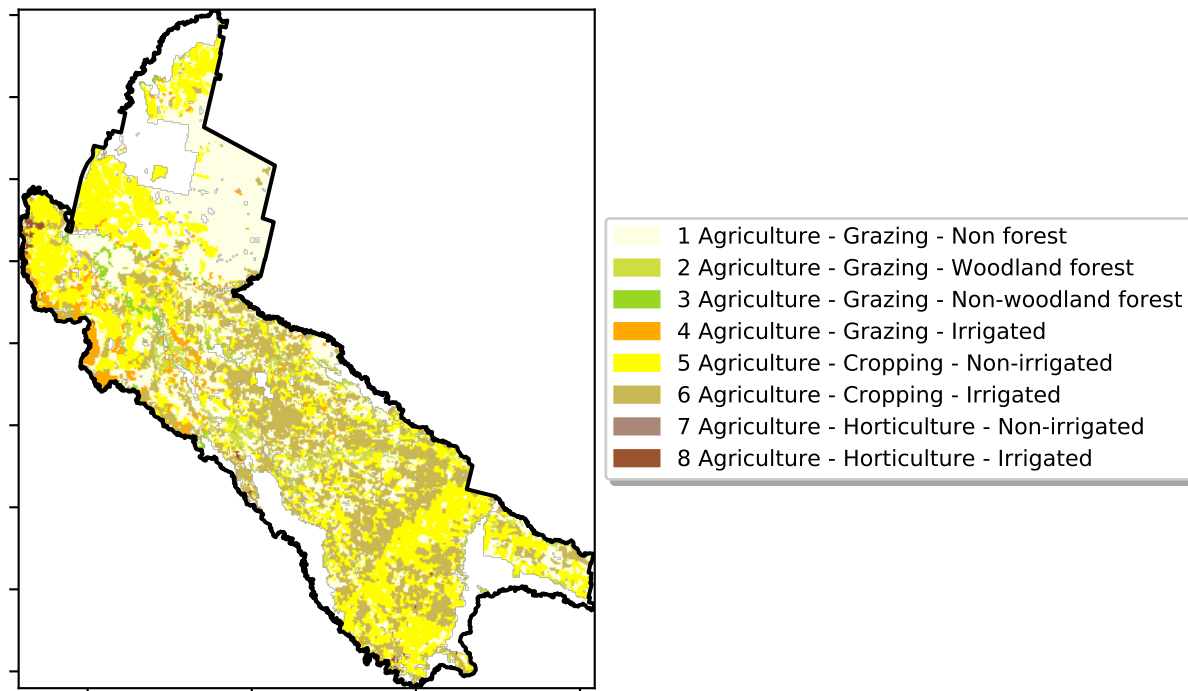 1 Agriculture - Grazing - Non forest
2 Agriculture - Grazing - Woodland forest
3 Agriculture - Grazing - Non-woodland forest
4 Agriculture - Grazing - Irrigated
5 Agriculture - Cropping - Non-irrigated
6 Agriculture - Cropping - Irrigated
7 Agriculture - Horticulture - Non-irrigated
8 Agriculture - Horticulture - Irrigated